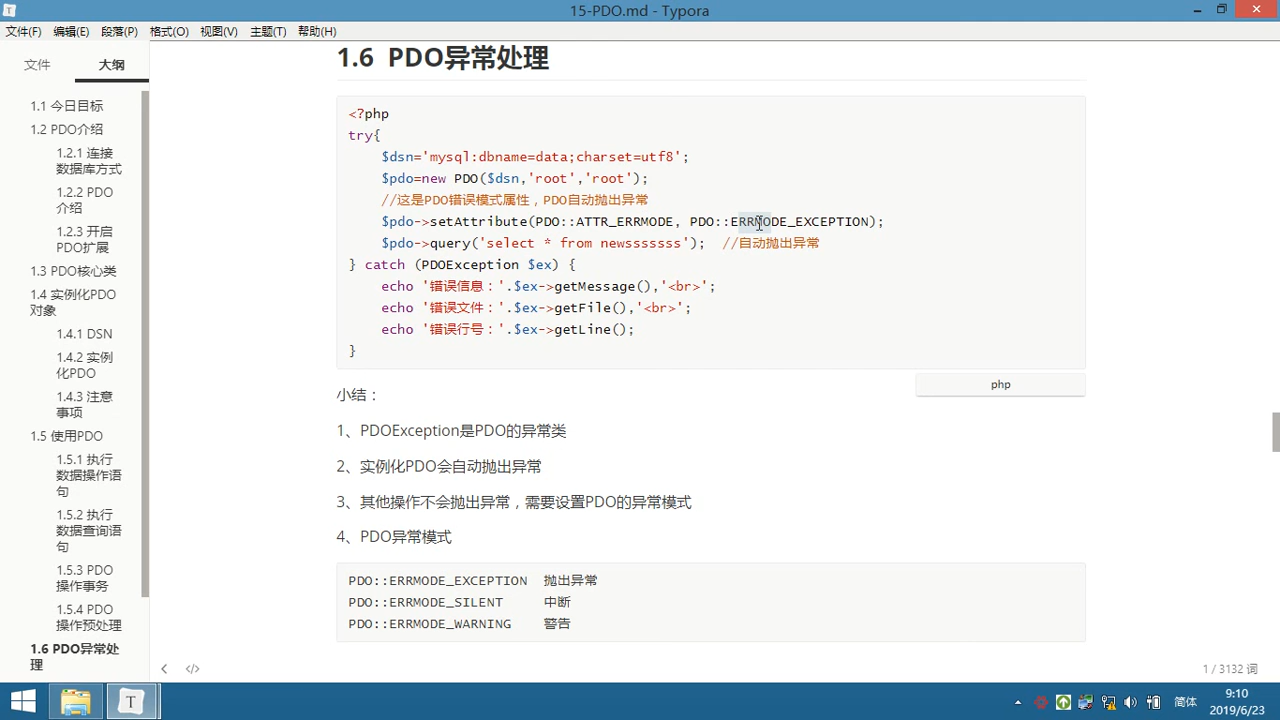 15-PDO.md - Typora
文件(F) 编辑(E) 段落(P) 格式(O) 视图(V) 主题(T) 帮助(H)
文件 大纲
1.1 今日目标
1.2 PDO介绍
1.2.1 连接
数据库方式
1.2.2 PDO
介绍
1.2.3 开启
PDO扩展
1.3 PDO核心类
1.4 实例化PDO
对象
1.4.1 DSN
1.4.2 实例
化PDO
1.4.3 注意
事项
1.5 使用PDO
1.5.1 执行
数据操作语
句
1.5.2 执行
数据查询语
句
1.5.3 PDO
操作事务
1.5.4 PDO
操作预处理
1.6 PDO异常处
理
1.6 PDO异常处理
<?php
try{
    $dsn='mysql:dbname=data;charset=utf8';
    $pdo=new PDO($dsn,'root','root');
    //这是PDO错误模式属性，PDO自动抛出异常
    $pdo->setAttribute(PDO::ATTR_ERRMODE, PDO::ERRMODE_EXCEPTION);
    $pdo->query('select * from newsssssss');  //自动抛出异常
} catch (PDOException $ex) {
    echo '错误信息：'.$ex->getMessage(),'<br>';
    echo '错误文件：'.$ex->getFile(),'<br>';
    echo '错误行号：'.$ex->getLine();
}
php
小结：
1、PDOException是PDO的异常类
2、实例化PDO会自动抛出异常
3、其他操作不会抛出异常，需要设置PDO的异常模式
4、PDO异常模式
PDO::ERRMODE_EXCEPTION  抛出异常
PDO::ERRMODE_SILENT     中断
PDO::ERRMODE_WARNING    警告
1 / 3132 词
T
简体
9:10
2019/6/23